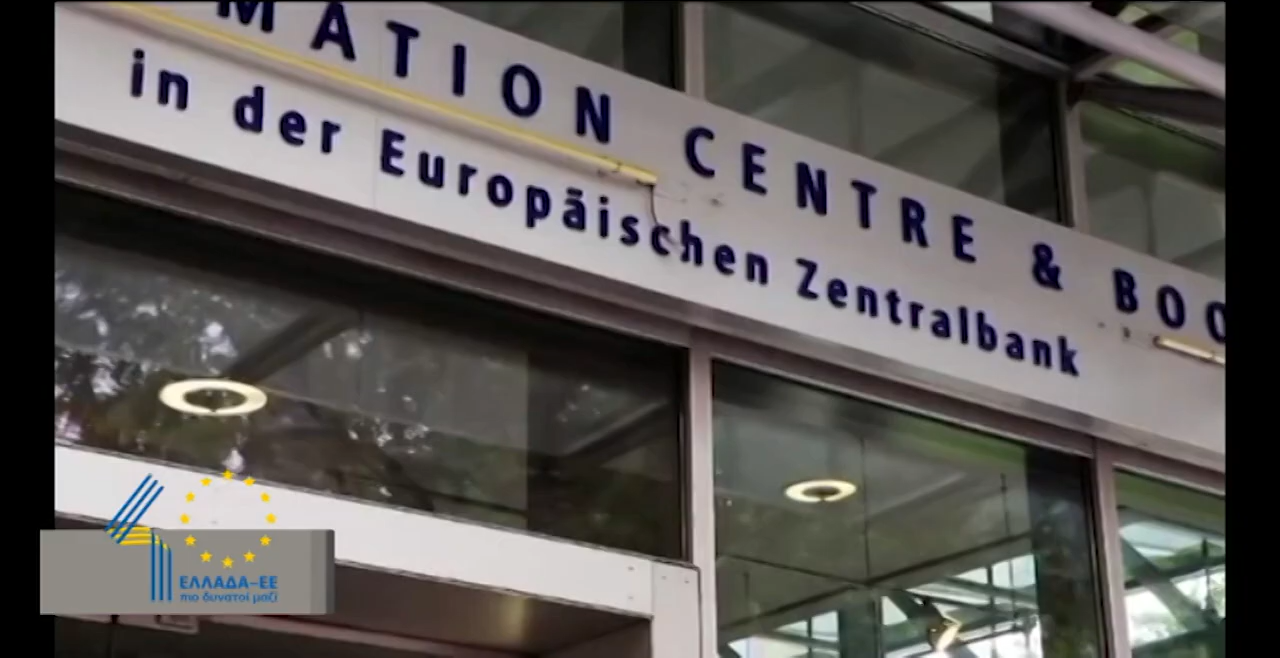 MATION CENTRE & BOO
in der Europäischen Zentralbank
ΕΛΛΑΔΑ-ΕΕ
πιο δυνατοί μαζί